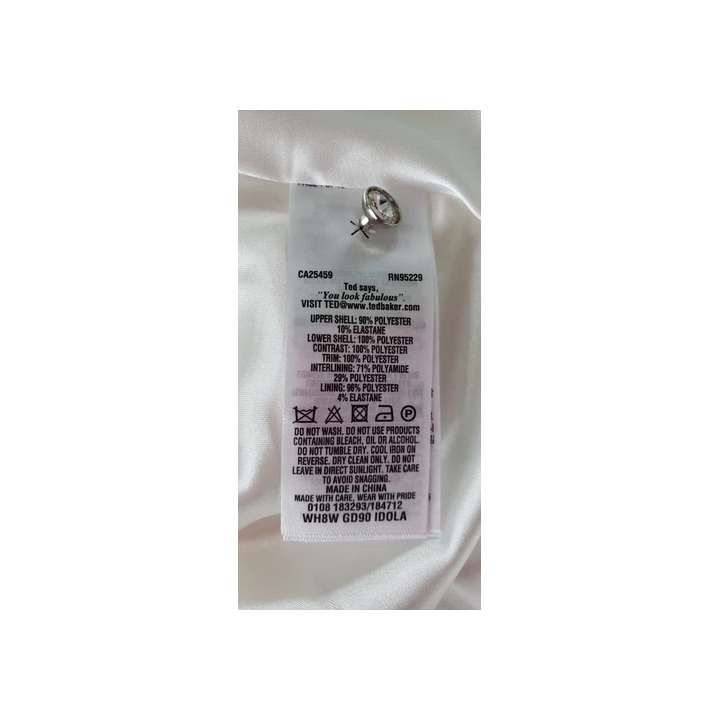 CA25459 RN95229
Ted says,
"You look fabulous".
VISIT TED@www.tedbaker.com
UPPER SHELL: 90% POLYESTER
10% ELASTANE
LOWER SHELL: 100% POLYESTER
CONTRAST: 100% POLYESTER
TRIM: 100% POLYESTER
INTERLINING: 71% POLYAMIDE
29% POLYESTER
LINING: 96% POLYESTER
4% ELASTANE
P
DO NOT WASH. DO NOT USE PRODUCTS
CONTAINING BLEACH, OIL OR ALCOHOL.
DO NOT TUMBLE DRY. COOL IRON ON
REVERSE. DRY CLEAN ONLY. DO NOT
LEAVE IN DIRECT SUNLIGHT. TAKE CARE
TO AVOID SNAGGING.
MADE IN CHINA
MADE WITH CARE, WEAR WITH PRIDE
0108 183293/184712
WH8W GD90 IDOLA